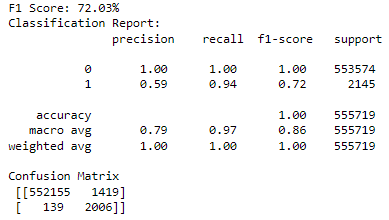 F1 Score: 72.03%
Classification Report:
precision recall f1-score support
0 1.00 1.00 1.00 553574
1 0.59 0.94 0.72 2145
accuracy 1.00 555719
macro avg 0.79 0.97 0.86 555719
weighted avg 1.00 1.00 1.00 555719
Confusion Matrix
[[552155 1419]
[ 139 2006]]